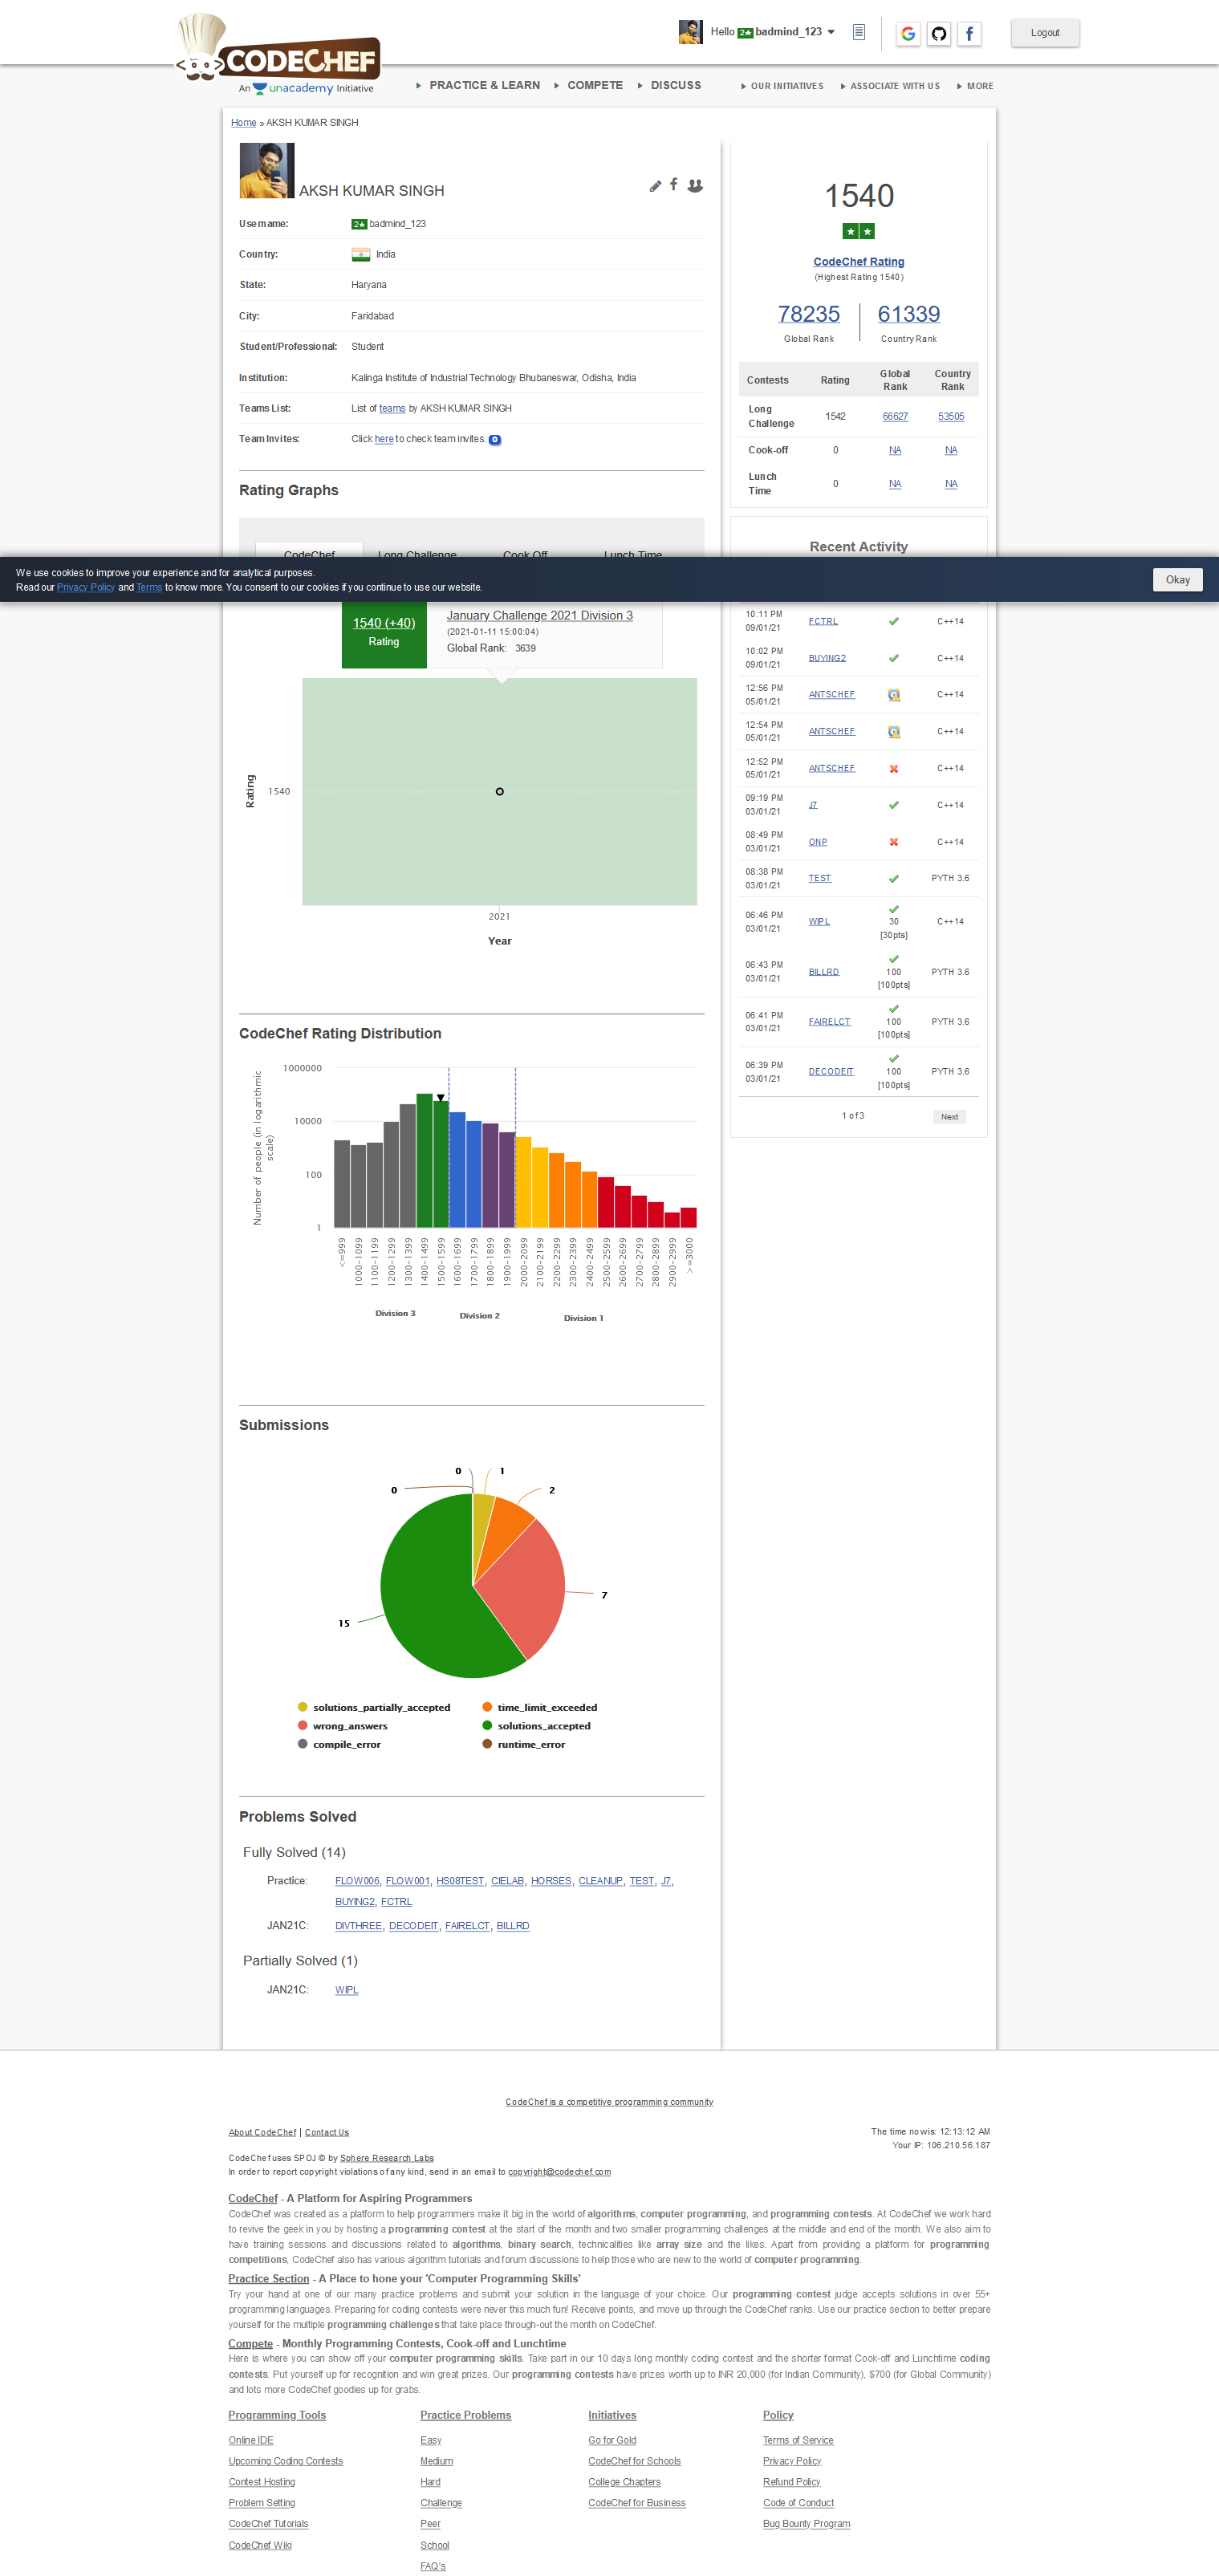 CODECHEF
An unacademy Initiative
Hello 2★ badmind_123
Logout
PRACTICE & LEARN COMPETE DISCUSS OUR INITIATIVES ASSOCIATE WITH US MORE
Home » AKSH KUMAR SINGH
AKSH KUMAR SINGH
Username: 2★ badmind_123
Country: India
State: Haryana
City: Faridabad
Student/Professional: Student
Institution: Kalinga Institute of Industrial Technology Bhubaneswar, Odisha, India
Teams List: List of teams by AKSH KUMAR SINGH
Team Invites: Click here to check team invites. 0
Rating Graphs
CodeChef Long Challenge Cook Off Lunch Time
We use cookies to improve your experience and for analytical purposes.
Read our Privacy Policy and Terms to know more. You consent to our cookies if you continue to use our website.
Okay
1540 (+40)
Rating
January Challenge 2021 Division 3
(2021-01-11 15:00:04)
Global Rank: 3639
Rating
1540
2021
Year
CodeChef Rating Distribution
Number of people (in logarithmic
scale)
1000000
10000
100
1
<=999
1000-1099
1100-1199
1200-1299
1300-1399
1400-1499
1500-1599
1600-1699
1700-1799
1800-1899
1900-1999
2000-2099
2100-2199
2200-2299
2300-2399
2400-2499
2500-2599
2600-2699
2700-2799
2800-2899
2900-2999
>=3000
Division 3 Division 2 Division 1
Submissions
0 1
0 2
7
15
solutions_partially_accepted time_limit_exceeded
wrong_answers solutions_accepted
compile_error runtime_error
Problems Solved
Fully Solved (14)
Practice: FLOW006, FLOW001, HS08TEST, CIELAB, HORSES, CLEANUP, TEST, J7,
BUYING2, FCTRL
JAN21C: DIVTHREE, DECODEIT, FAIRELCT, BILLRD
Partially Solved (1)
JAN21C: WIPL
1540
★ ★
CodeChef Rating
(Highest Rating 1540)
78235 61339
Global Rank Country Rank
Contests Rating Global Rank Country Rank
Long Challenge 1542 66627 53505
Cook-off 0 NA NA
Lunch Time 0 NA NA
Recent Activity
10:11 PM 09/01/21 FCTRL C++14
10:02 PM 09/01/21 BUYING2 C++14
12:56 PM 05/01/21 ANTSCHEF C++14
12:54 PM 05/01/21 ANTSCHEF C++14
12:52 PM 05/01/21 ANTSCHEF C++14
09:19 PM 03/01/21 J7 C++14
08:49 PM 03/01/21 ONP C++14
08:38 PM 03/01/21 TEST PYTH 3.6
06:46 PM 03/01/21 WIPL 30 [30pts] C++14
06:43 PM 03/01/21 BILLRD 100 [100pts] PYTH 3.6
06:41 PM 03/01/21 FAIRELCT 100 [100pts] PYTH 3.6
06:39 PM 03/01/21 DECODEIT 100 [100pts] PYTH 3.6
1 of 3 Next
CodeChef is a competitive programming community
About CodeChef | Contact Us
The time now is: 12:13:12 AM
Your IP: 106.210.56.187
CodeChef uses SPOJ © by Sphere Research Labs
In order to report copyright violations of any kind, send in an email to copyright@codechef.com
CodeChef - A Platform for Aspiring Programmers
CodeChef was created as a platform to help programmers make it big in the world of algorithms, computer programming, and programming contests. At CodeChef we work hard
to revive the geek in you by hosting a programming contest at the start of the month and two smaller programming challenges at the middle and end of the month. We also aim to
have training sessions and discussions related to algorithms, binary search, technicalities like array size and the likes. Apart from providing a platform for programming
competitions, CodeChef also has various algorithm tutorials and forum discussions to help those who are new to the world of computer programming.
Practice Section - A Place to hone your 'Computer Programming Skills'
Try your hand at one of our many practice problems and submit your solution in the language of your choice. Our programming contest judge accepts solutions in over 55+
programming languages. Preparing for coding contests were never this much fun! Receive points, and move up through the CodeChef ranks. Use our practice section to better prepare
yourself for the multiple programming challenges that take place through-out the month on CodeChef.
Compete - Monthly Programming Contests, Cook-off and Lunchtime
Here is where you can show off your computer programming skills. Take part in our 10 days long monthly coding contest and the shorter format Cook-off and Lunchtime coding
contests. Put yourself up for recognition and win great prizes. Our programming contests have prizes worth up to INR 20,000 (for Indian Community), $700 (for Global Community)
and lots more CodeChef goodies up for grabs.
Programming Tools Practice Problems Initiatives Policy
Online IDE Easy Go for Gold Terms of Service
Upcoming Coding Contests Medium CodeChef for Schools Privacy Policy
Contest Hosting Hard College Chapters Refund Policy
Problem Setting Challenge CodeChef for Business Code of Conduct
CodeChef Tutorials Peer Bug Bounty Program
CodeChef Wiki School
FAQ's